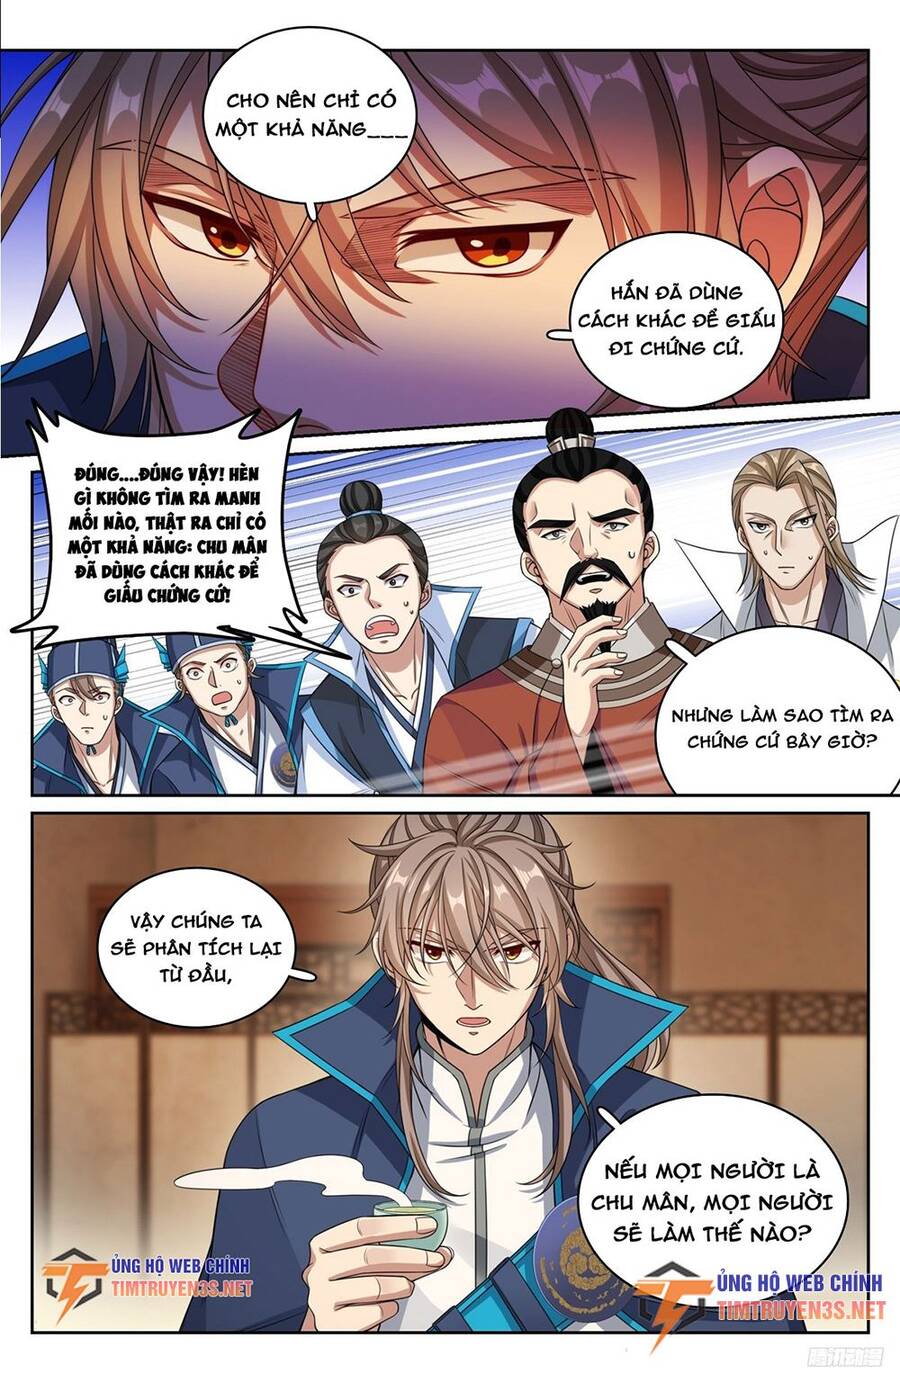 CHO NÊN CHỈ CÓ
MỘT KHẢ NĂNG___
HẮN ĐÃ DÙNG
CÁCH KHÁC ĐỂ GIẤU
ĐI CHỨNG CỨ.
ĐÚNG....ĐÚNG VẬY! HÈN
GÌ KHÔNG TÌM RA MANH
MỐI NÀO, THẬT RA CHỈ CÓ
MỘT KHẢ NĂNG: CHU MÂN
ĐÃ DÙNG CÁCH KHÁC ĐỂ
GIẤU CHỨNG CỨ!
NHƯNG LÀM SAO TÌM RA
CHỨNG CỨ BÂY GIỜ?
VẬY CHÚNG TA
SẼ PHÂN TÍCH LẠI
TỪ ĐẦU,
NẾU MỌI NGƯỜI LÀ
CHU MÂN, MỌI NGƯỜI
SẼ LÀM THẾ NÀO?
ỦNG HỘ WEB CHÍNH
TIMTRUYEN3S.NET
ỦNG HỘ WEB CHÍNH
TIMTRUYEN3S.NET
腾讯动漫